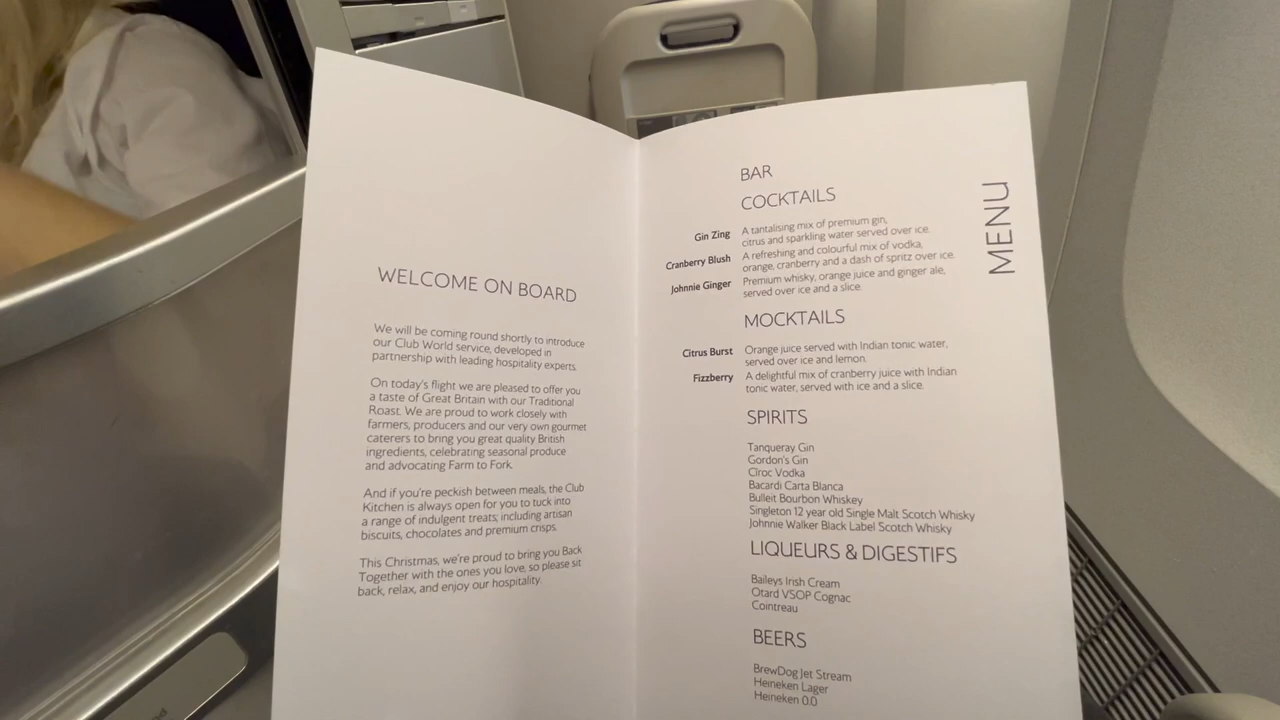 WELCOME ON BOARD
We will be coming round shortly to introduce
our Club World service, developed in
partnership with leading hospitality experts.
On today's flight we are pleased to offer you
a taste of Great Britain with our Traditional
Roast. We are proud to work closely with
farmers, producers and our very own gourmet
caterers to bring you great quality British
ingredients, celebrating seasonal produce
and advocating Farm to Fork.
And if you're peckish between meals, the Club
Kitchen is always open for you to tuck into
a range of indulgent treats; including artisan
biscuits, chocolates and premium crisps.
This Christmas, we're proud to bring you Back
Together with the ones you love, so please sit
back, relax, and enjoy our hospitality.
MENU
BAR
COCKTAILS
Gin Zing A tantalising mix of premium gin,
citrus and sparkling water served over ice.
Cranberry Blush A refreshing and colourful mix of vodka,
orange, cranberry and a dash of spritz over ice.
Johnnie Ginger Premium whisky, orange juice and ginger ale,
served over ice and a slice.
MOCKTAILS
Citrus Burst Orange juice served with Indian tonic water,
served over ice and lemon.
Fizzberry A delightful mix of cranberry juice with Indian
tonic water, served with ice and a slice.
SPIRITS
Tanqueray Gin
Gordon's Gin
Cîroc Vodka
Bacardi Carta Blanca
Bulleit Bourbon Whiskey
Singleton 12 year old Single Malt Scotch Whisky
Johnnie Walker Black Label Scotch Whisky
LIQUEURS & DIGESTIFS
Baileys Irish Cream
Otard VSOP Cognac
Cointreau
BEERS
BrewDog Jet Stream
Heineken Lager
Heineken 0.0